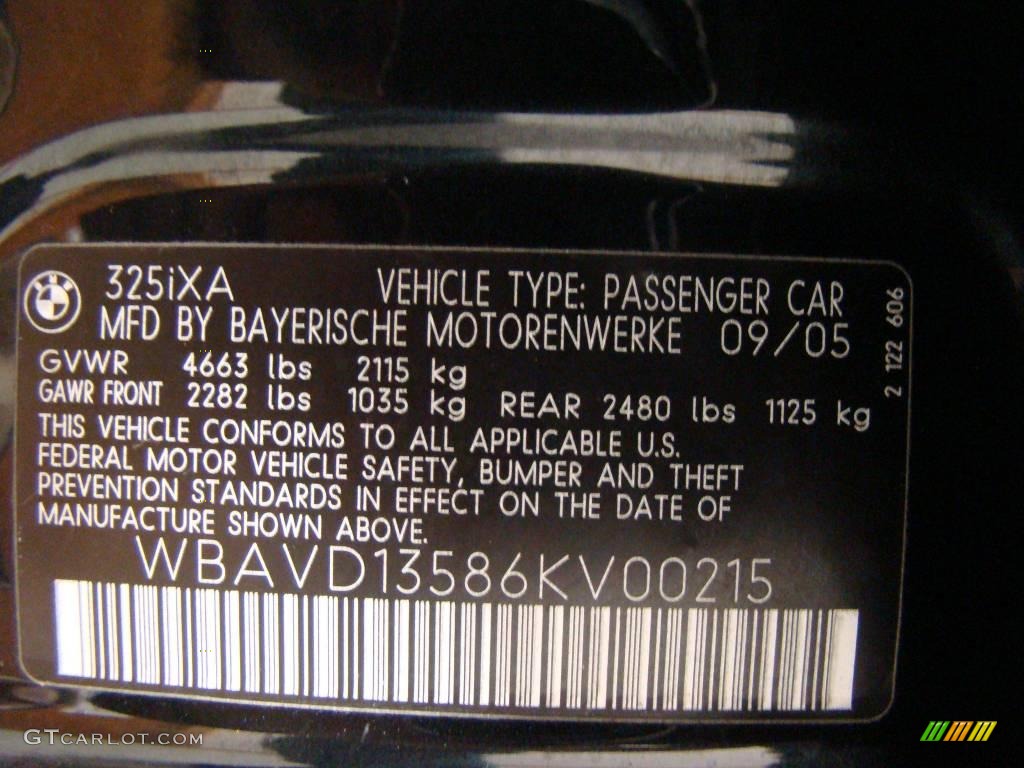 325iXA VEHICLE TYPE: PASSENGER CAR
MFD BY BAYERISCHE MOTORENWERKE 09/05
GVWR 4663 lbs 2115 kg
GAWR FRONT 2282 lbs 1035 kg REAR 2480 lbs 1125 kg
THIS VEHICLE CONFORMS TO ALL APPLICABLE U.S.
FEDERAL MOTOR VEHICLE SAFETY, BUMPER AND THEFT
PREVENTION STANDARDS IN EFFECT ON THE DATE OF
MANUFACTURE SHOWN ABOVE.
WBAVD13586KV00215
2 122 606
GTCARLOT.COM